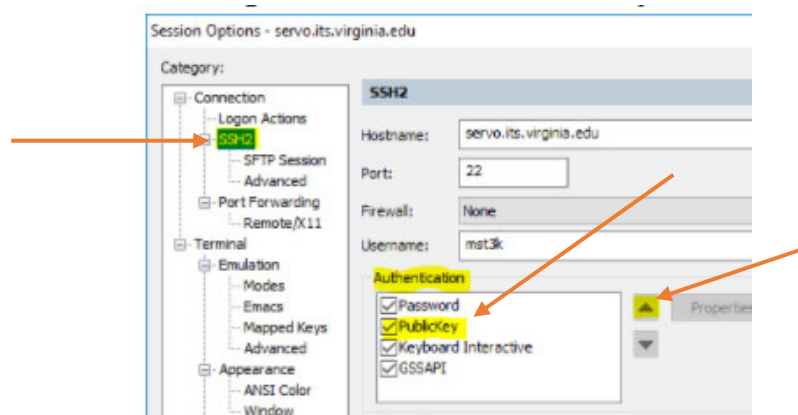 Session Options - servo.its.virginia.edu
Category:
Connection
Logon Actions
SSH2
SFTP Session
Advanced
Port Forwarding
Remote/X11
Terminal
Emulation
Modes
Emacs
Mapped Keys
Advanced
Appearance
ANSI Color
Window
SSH2
Hostname: servo.its.virginia.edu
Port: 22
Firewall: None
Username: mst3k
Authentication
Password
PublicKey
Keyboard Interactive
GSSAPI
Properties